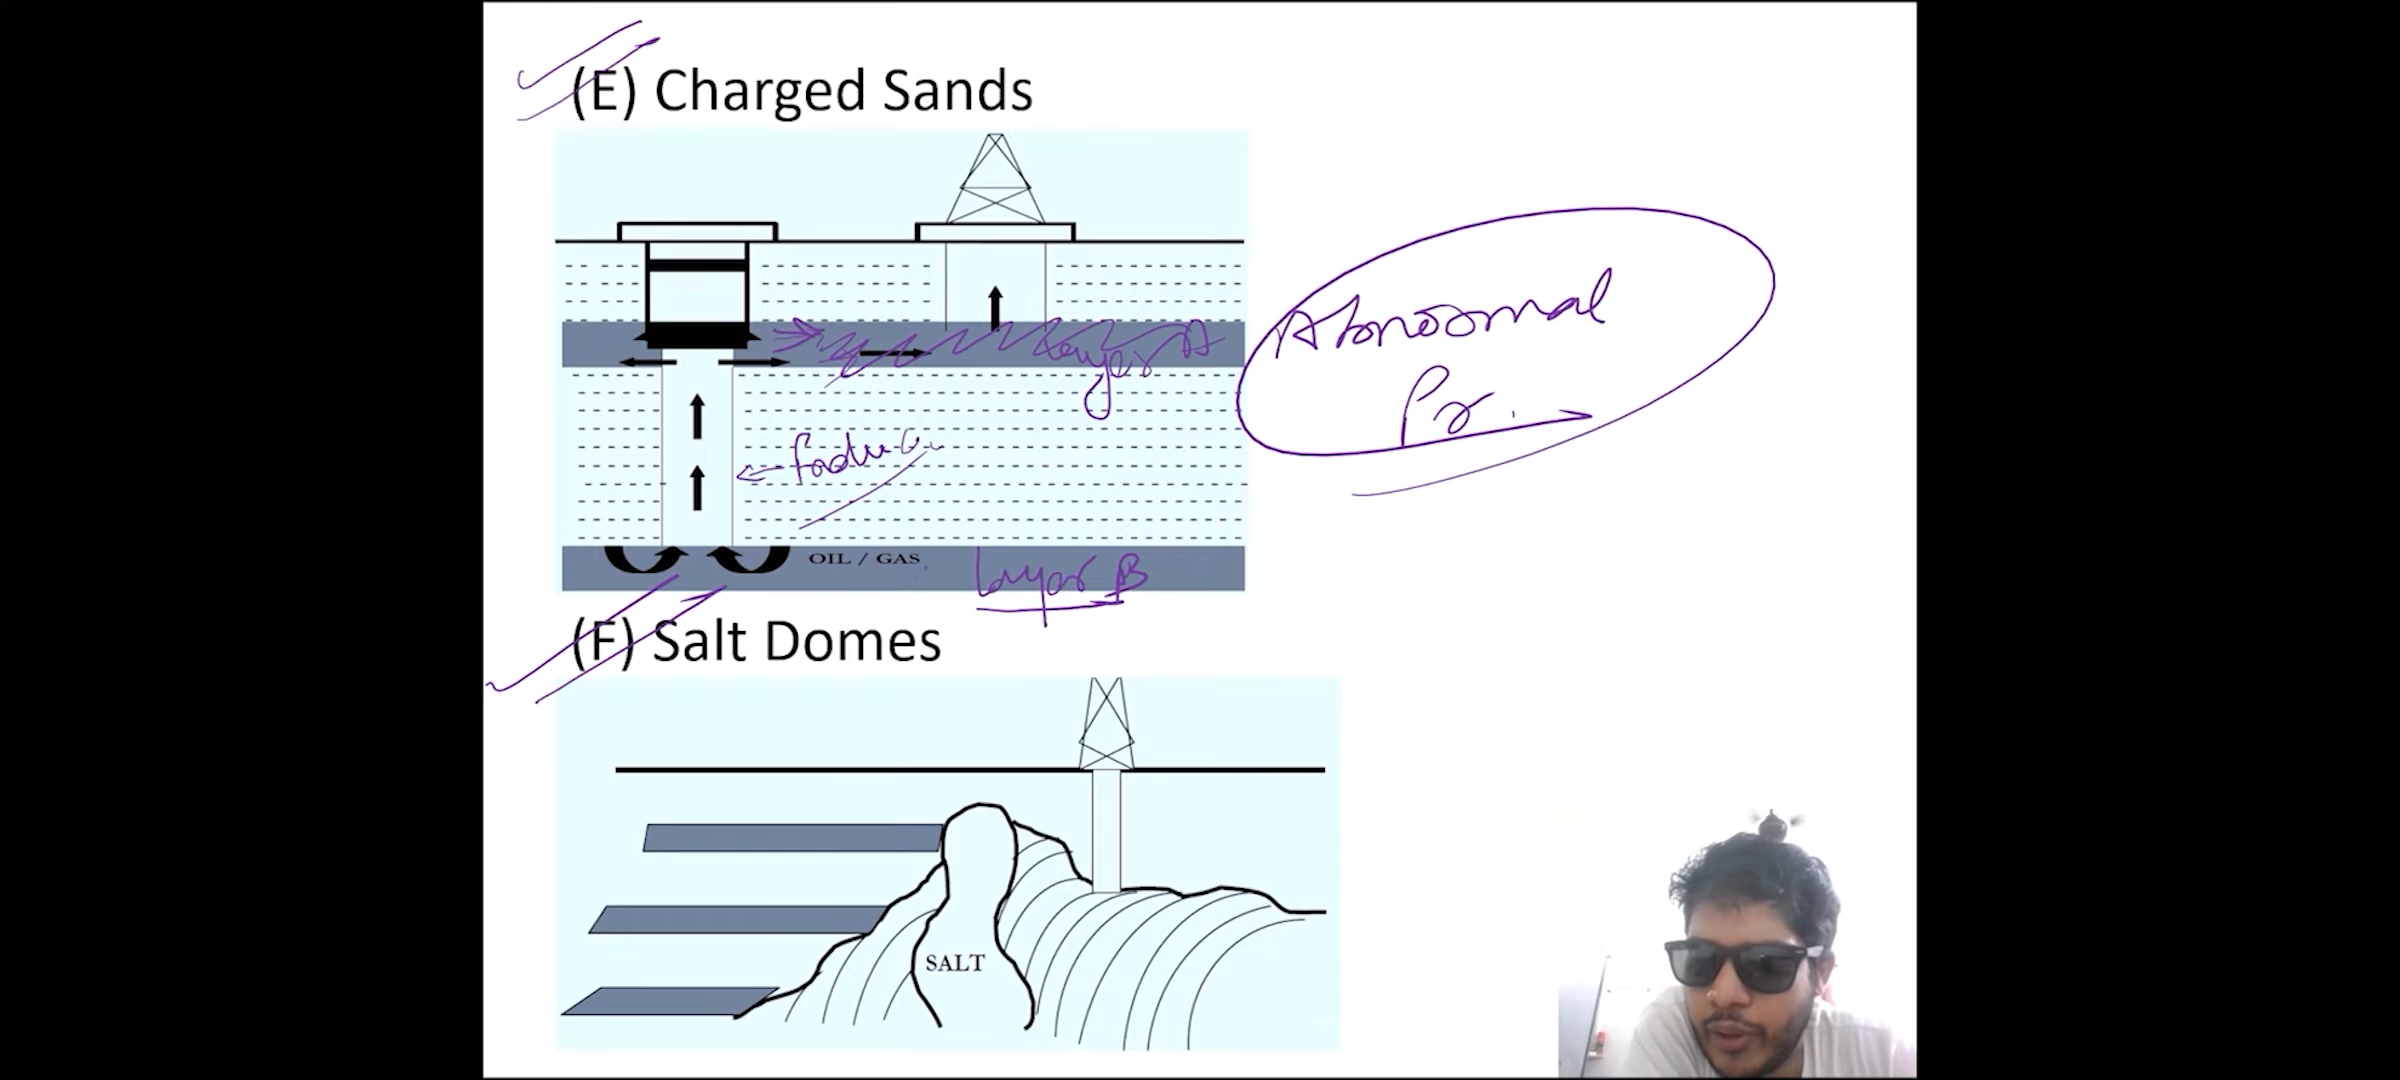 (E) Charged Sands
Layer A
Abnormal
Pr.
OIL / GAS
Layer B
(F) Salt Domes
SALT